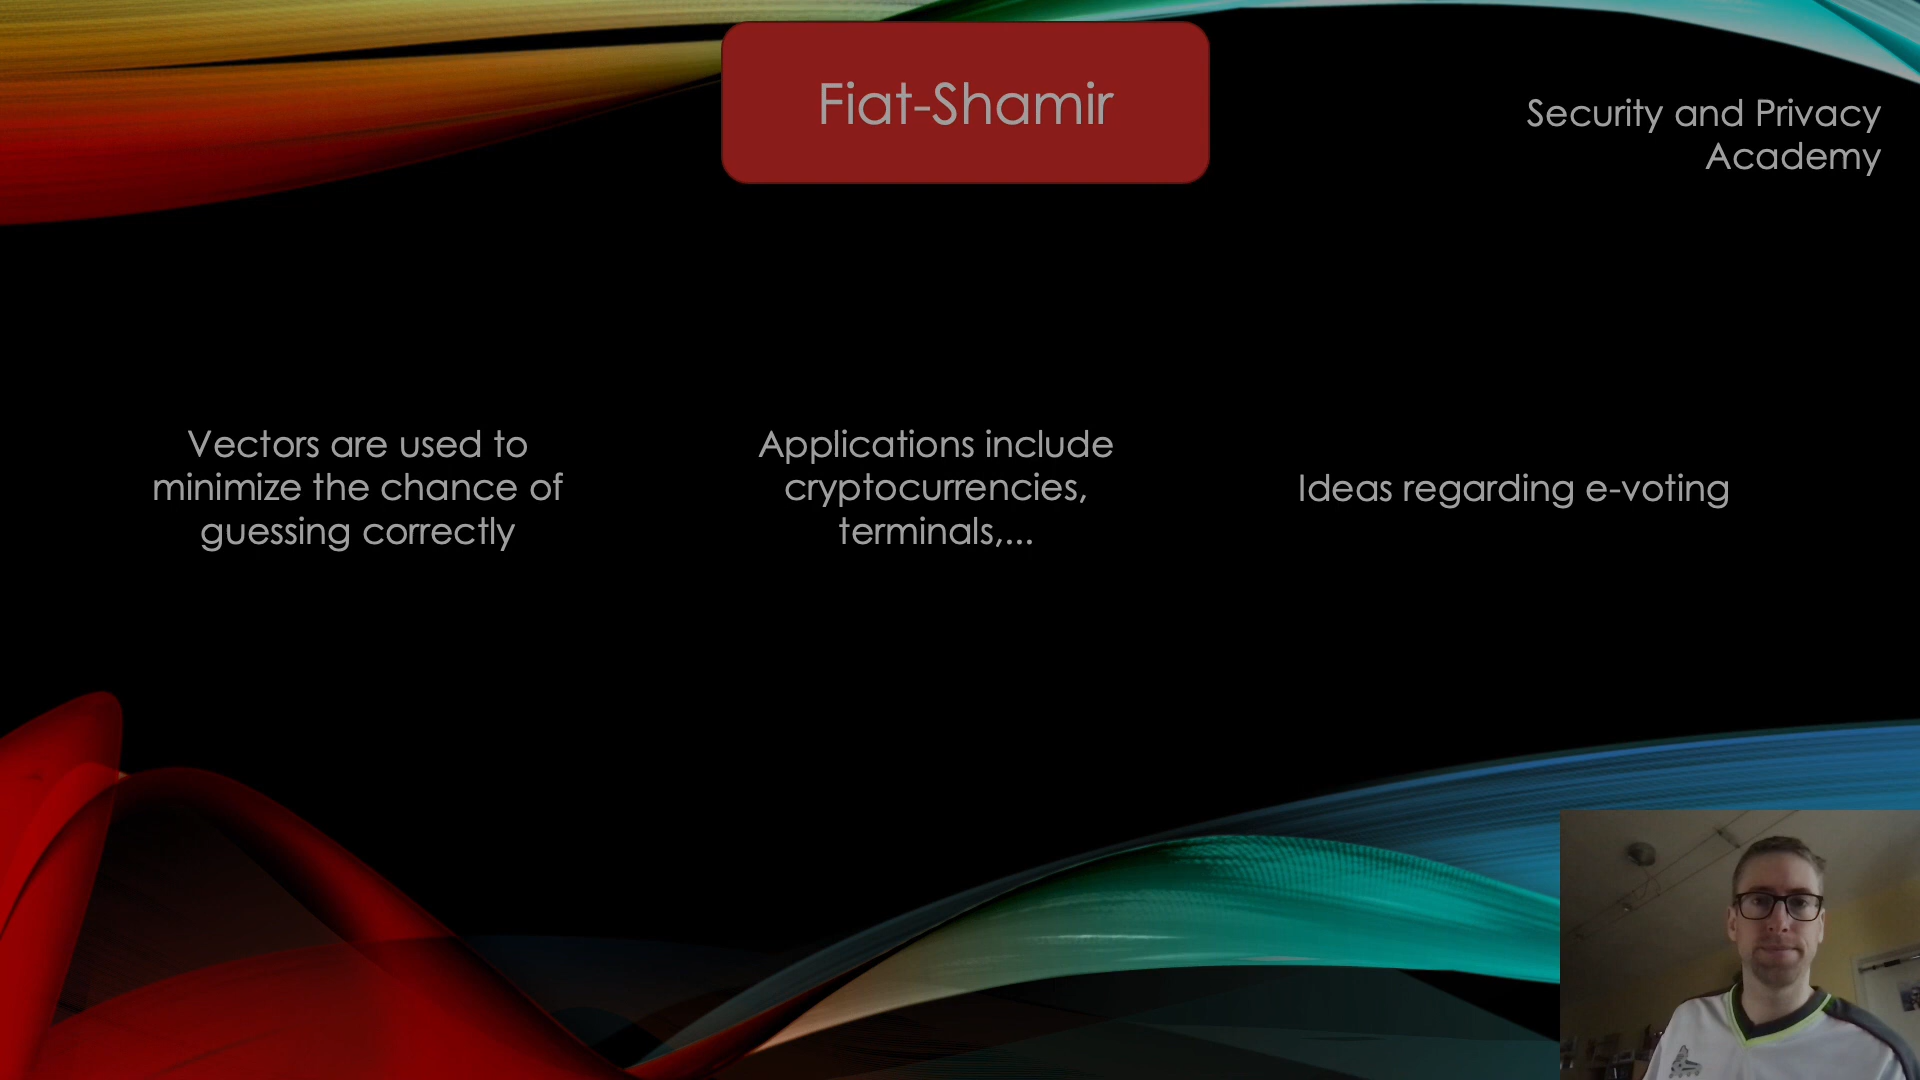 Fiat-Shamir
Security and Privacy
Academy
Vectors are used to
minimize the chance of
guessing correctly
Applications include
cryptocurrencies,
terminals,...
Ideas regarding e-voting